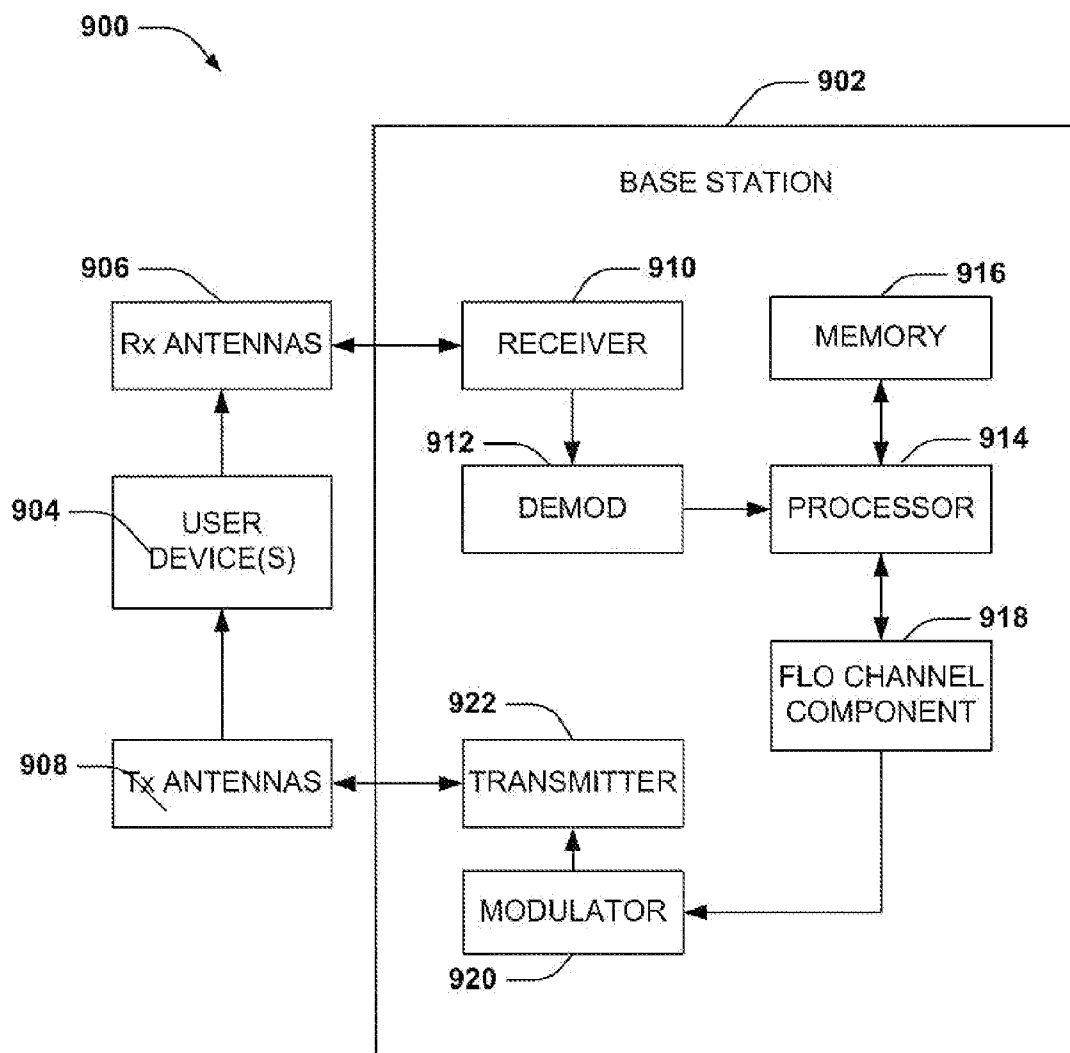 900
902
BASE STATION
906
910
916
Rx ANTENNAS
RECEIVER
MEMORY
912
914
904
USER
DEVICE(S)
DEMOD
PROCESSOR
918
FLO CHANNEL
COMPONENT
922
908
Tx ANTENNAS
TRANSMITTER
MODULATOR
920